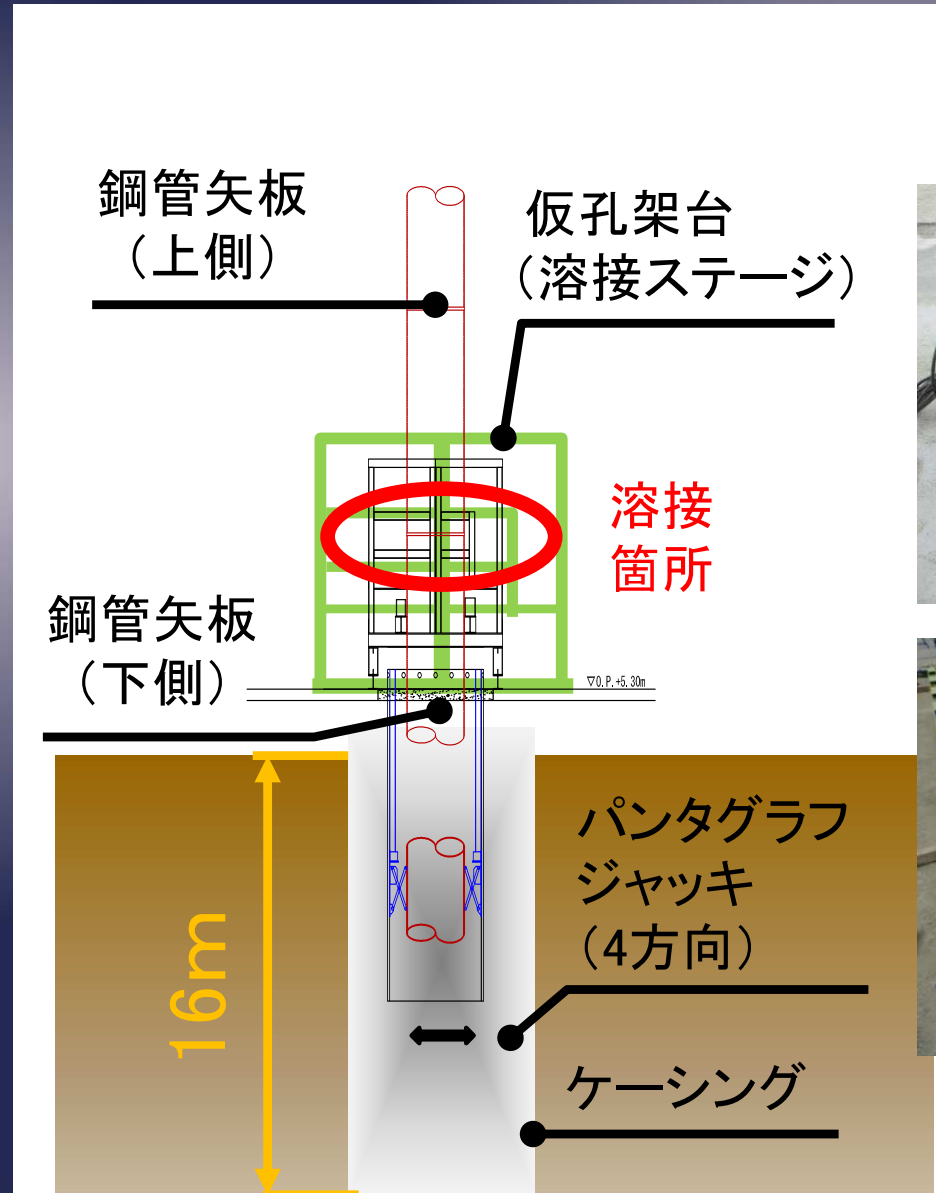 鋼管矢板
（上側）
仮孔架台
（溶接ステージ）
溶接
箇所
鋼管矢板
（下側）
▽O.P.+5.30m
パンタグラフ
ジャッキ
（4方向）
16m
ケーシング